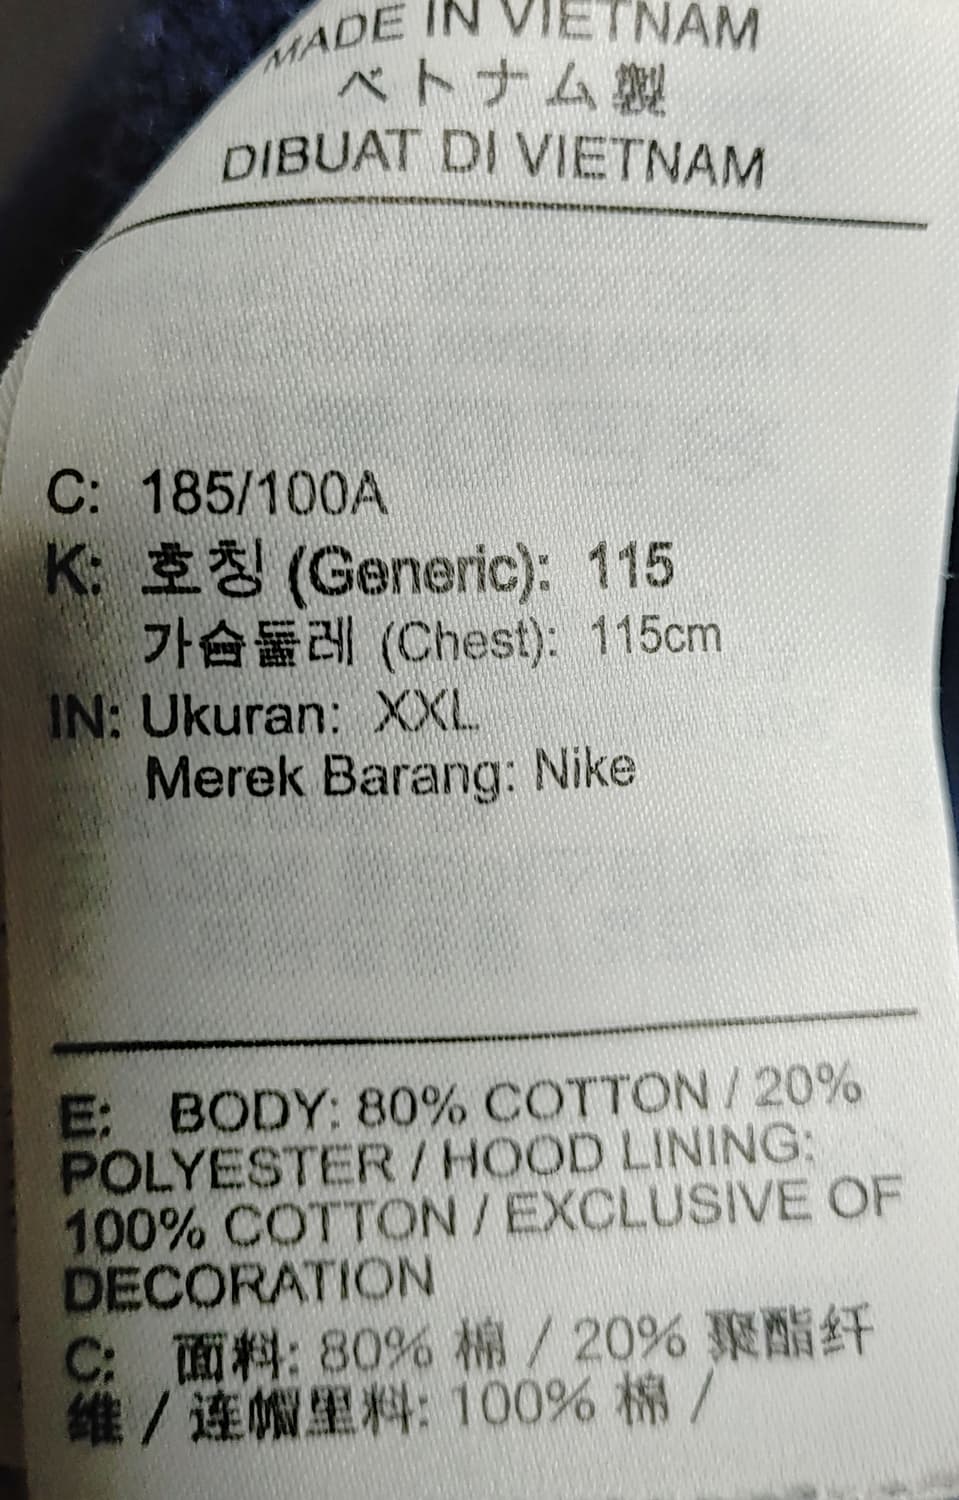 MADE IN VIETNAM
ベトナム製
DIBUAT DI VIETNAM
C: 185/100A
K: 호칭 (Generic): 115
가슴둘레 (Chest): 115cm
IN: Ukuran: XXL
Merek Barang: Nike
E: BODY: 80% COTTON / 20%
POLYESTER / HOOD LINING:
100% COTTON / EXCLUSIVE OF
DECORATION
C: 面料: 80% 棉 / 20% 聚酯纤
维 / 连帽里料: 100% 棉 /